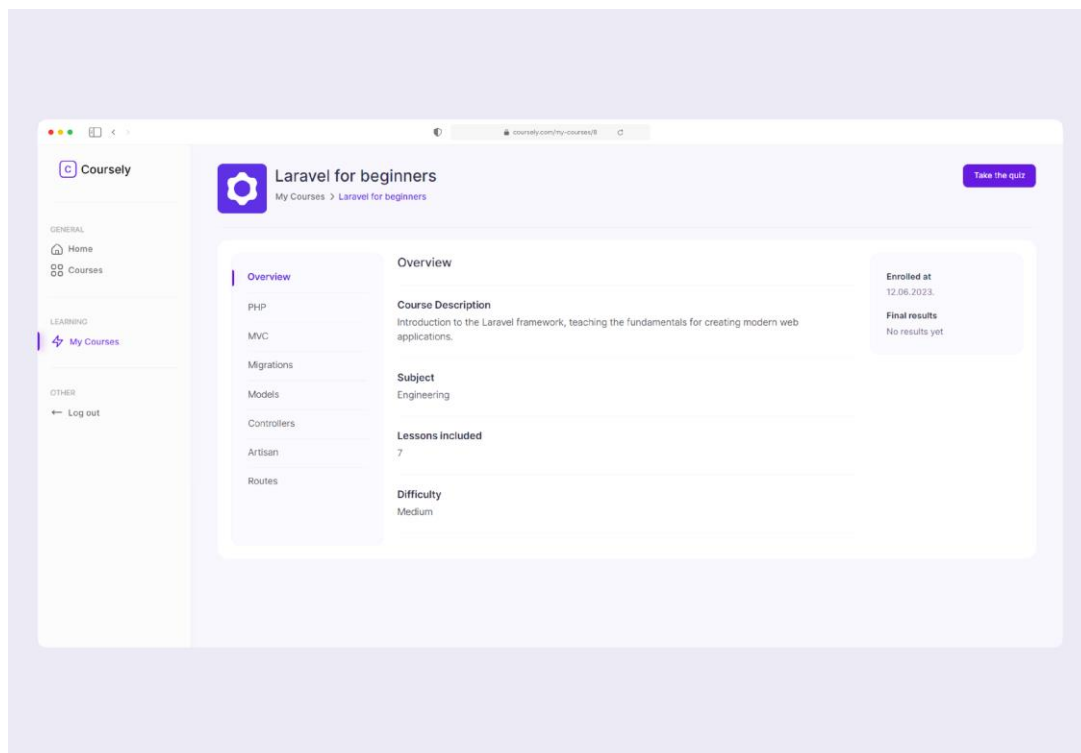 coursely.com/my-courses/8
C Coursely
GENERAL
Home
Courses
LEARNING
My Courses
OTHER
Log out
Laravel for beginners
My Courses > Laravel for beginners
Take the quiz
Overview
PHP
MVC
Migrations
Models
Controllers
Artisan
Routes
Overview
Course Description
Introduction to the Laravel framework, teaching the fundamentals for creating modern web
applications.
Subject
Engineering
Lessons included
7
Difficulty
Medium
Enrolled at
12.06.2023.
Final results
No results yet